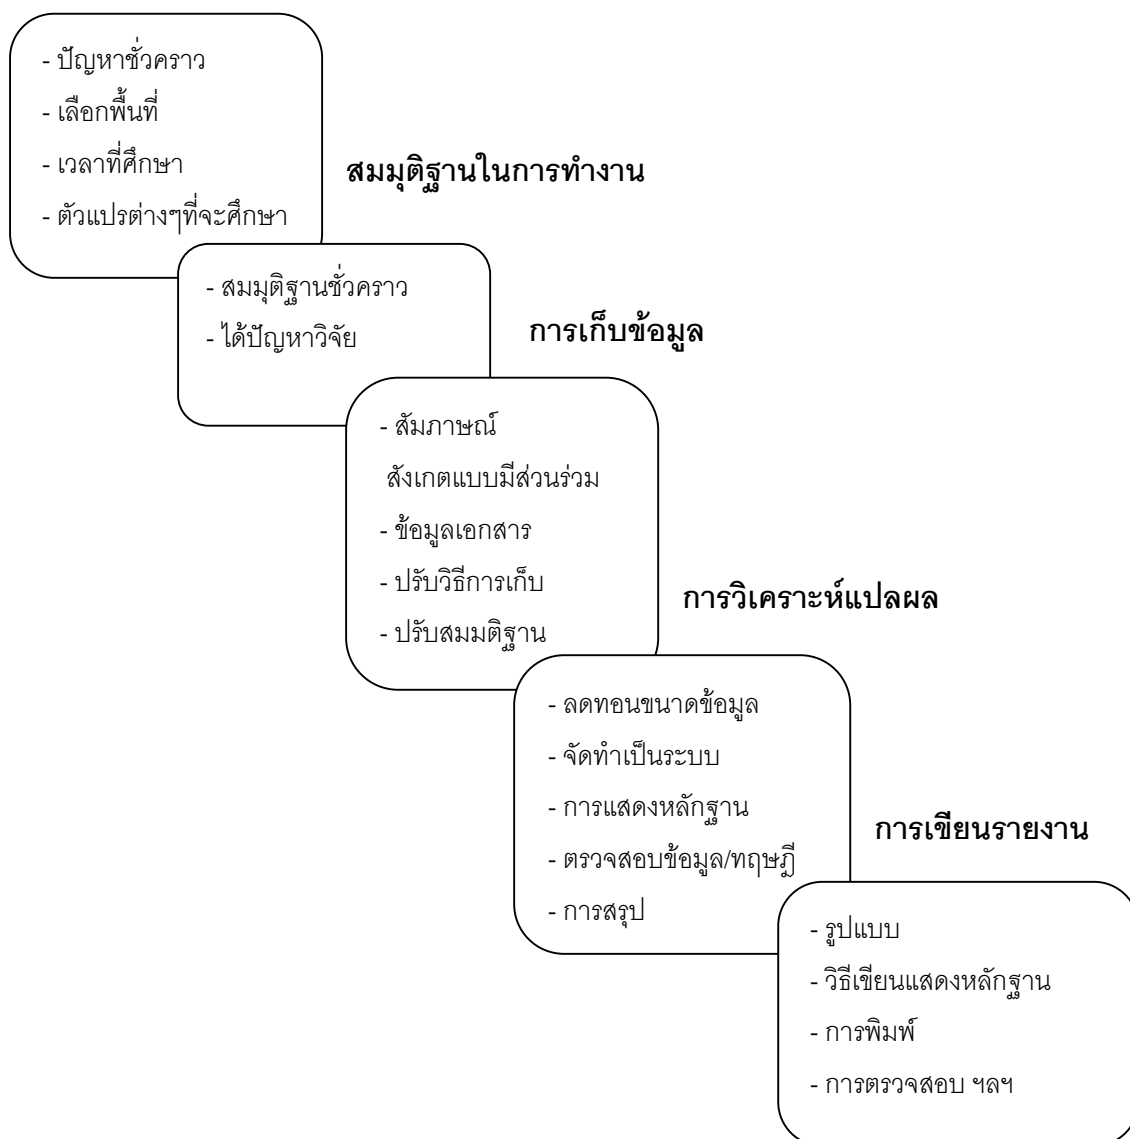 - ปัญหาชั่วคราว
- เลือกพื้นที่
- เวลาที่ศึกษา
- ตัวแปรต่างๆที่จะศึกษา
สมมุติฐานในการทำงาน
- สมมุติฐานชั่วคราว
- ได้ปัญหาวิจัย
การเก็บข้อมูล
- สัมภาษณ์
สังเกตแบบมีส่วนร่วม
- ข้อมูลเอกสาร
- ปรับวิธีการเก็บ
- ปรับสมมติฐาน
การวิเคราะห์แปลผล
- ลดทอนขนาดข้อมูล
- จัดทำเป็นระบบ
- การแสดงหลักฐาน
- ตรวจสอบข้อมูล/ทฤษฎี
- การสรุป
การเขียนรายงาน
- รูปแบบ
- วิธีเขียนแสดงหลักฐาน
- การพิมพ์
- การตรวจสอบ ฯลฯ